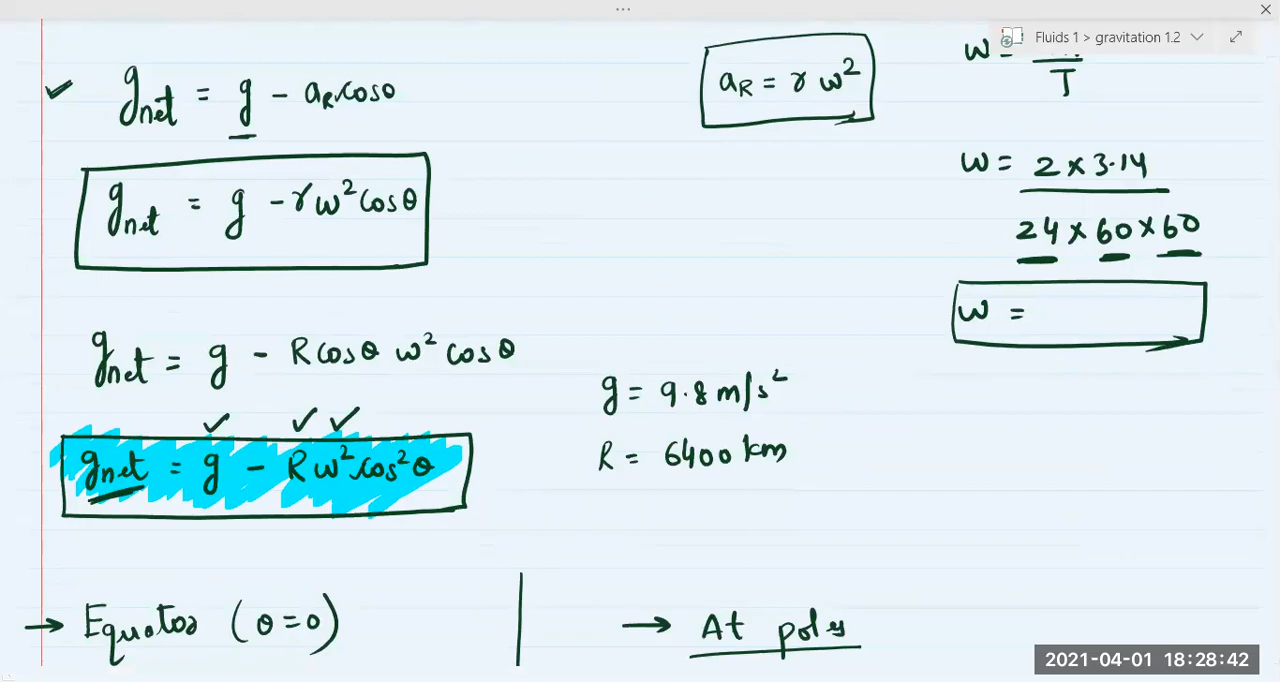 Fluids 1 > gravitation 1.2
g_net = g - a_R cosθ
g_net = g - rω² cosθ
g_net = g - R cosθ ω² cosθ
g_net = g - Rω² cos²θ
→ Equator (θ=0)
a_R = r ω²
g = 9.8 m/s²
R = 6400 km
→ At poles
ω =
T
ω = 2 × 3.14
24 × 60 × 60
ω =
2021-04-01 18:28:42